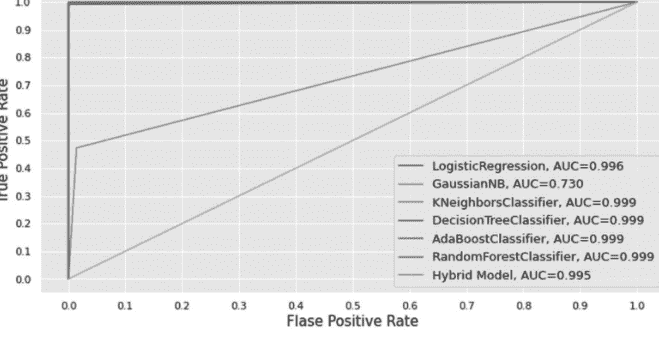 1.0
0.9
0.8
0.7
0.6
0.5
0.4
0.3
0.2
0.1
0.0
True Positive Rate
LogisticRegression, AUC=0.996
GaussianNB, AUC=0.730
KNeighborsClassifier, AUC=0.999
DecisionTreeClassifier, AUC=0.999
AdaBoostClassifier, AUC=0.999
RandomForestClassifier, AUC=0.999
Hybrid Model, AUC=0.995
0.0 0.1 0.2 0.3 0.4 0.5 0.6 0.7 0.8 0.9 1.0
Flase Positive Rate